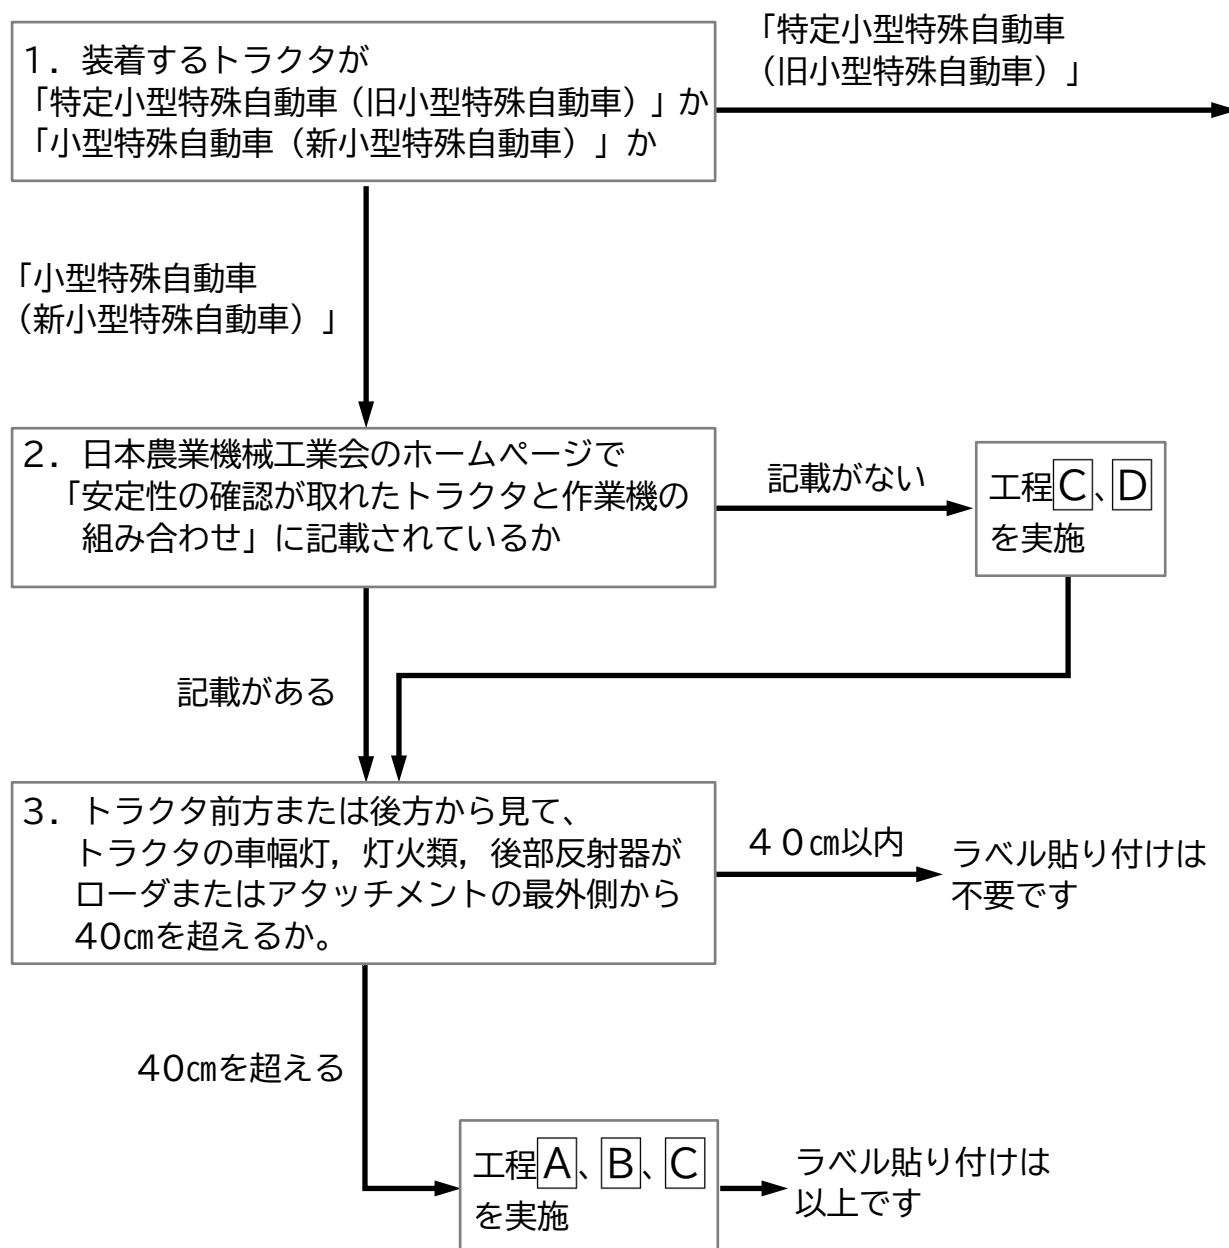 1．装着するトラクタが
「特定小型特殊自動車（旧小型特殊自動車）」か
「小型特殊自動車（新小型特殊自動車）」か
「特定小型特殊自動車
（旧小型特殊自動車）」
「小型特殊自動車
（新小型特殊自動車）」
2．日本農業機械工業会のホームページで
「安定性の確認が取れたトラクタと作業機の
組み合わせ」に記載されているか
記載がない
工程C、D
を実施
記載がある
3．トラクタ前方または後方から見て、
トラクタの車幅灯，灯火類，後部反射器が
ローダまたはアタッチメントの最外側から
40㎝を超えるか。
４０㎝以内
ラベル貼り付けは
不要です
40㎝を超える
工程A、B、C
を実施
ラベル貼り付けは
以上です